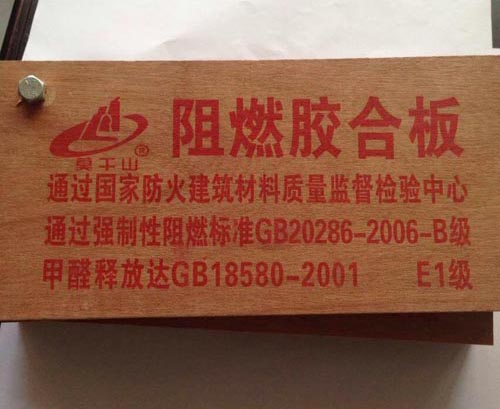 阻燃胶合板
莫干山®
通过国家防火建筑材料质量监督检验中心
通过强制性阻燃标准GB20286-2006-B级
甲醛释放达GB18580-2001 E1级